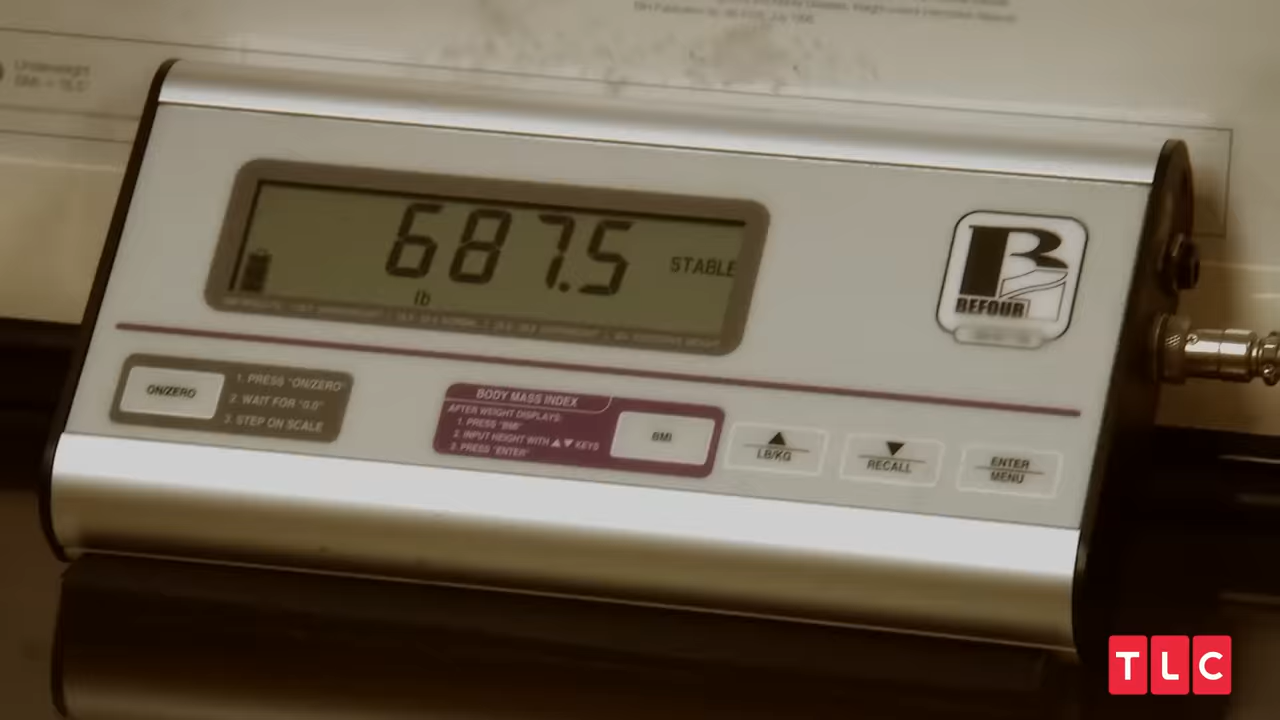 Underweight
687.5
STABLE
lb
BEFOUR
ON/ZERO
1. PRESS "ON/ZERO"
2. WAIT FOR "0.0"
3. STEP ON SCALE
BODY MASS INDEX
AFTER WEIGHT DISPLAYS:
1. PRESS "BMI"
2. INPUT HEIGHT WITH ▲▼ KEYS
3. PRESS "ENTER"
BMI
LB/KG
RECALL
ENTER
MENU
TLC